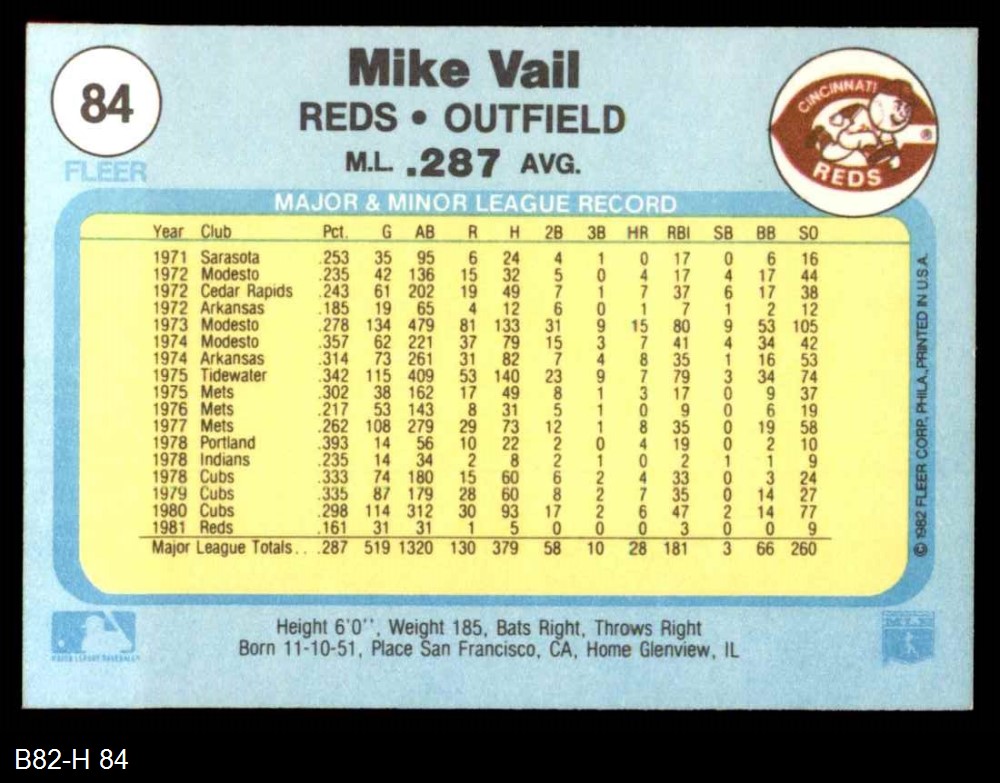 84
FLEER
Mike Vail
REDS • OUTFIELD
M.L. .287 AVG.
CINCINNATI
REDS
®
MAJOR & MINOR LEAGUE RECORD
Year Club Pct. G AB R H 2B 3B HR RBI SB BB SO
1971 Sarasota .253 35 95 6 24 4 1 0 17 0 6 16
1972 Modesto .235 42 136 15 32 5 0 4 17 4 17 44
1972 Cedar Rapids .243 61 202 19 49 7 1 7 37 6 17 38
1972 Arkansas .185 19 65 4 12 6 0 1 7 1 2 12
1973 Modesto .278 134 479 81 133 31 9 15 80 9 53 105
1974 Modesto .357 62 221 37 79 15 3 7 41 4 34 42
1974 Arkansas .314 73 261 31 82 7 4 8 35 1 16 53
1975 Tidewater .342 115 409 53 140 23 9 7 79 3 34 74
1975 Mets .302 38 162 17 49 8 1 3 17 0 9 37
1976 Mets .217 53 143 8 31 5 1 0 9 0 6 19
1977 Mets .262 108 279 29 73 12 1 8 35 0 19 58
1978 Portland .393 14 56 10 22 2 0 4 19 0 2 10
1978 Indians .235 14 34 2 8 2 1 0 2 1 1 9
1978 Cubs .333 74 180 15 60 6 2 4 33 0 3 24
1979 Cubs .335 87 179 28 60 8 2 7 35 0 14 27
1980 Cubs .298 114 312 30 93 17 2 6 47 2 14 77
1981 Reds .161 31 31 1 5 0 0 0 3 0 0 9
Major League Totals. . .287 519 1320 130 379 58 10 28 181 3 66 260
© 1982 FLEER CORP., PHILA., PRINTED IN U.S.A.
Height 6'0'', Weight 185, Bats Right, Throws Right
Born 11-10-51, Place San Francisco, CA, Home Glenview, IL
MAJOR LEAGUE BASEBALL
B82-H 84